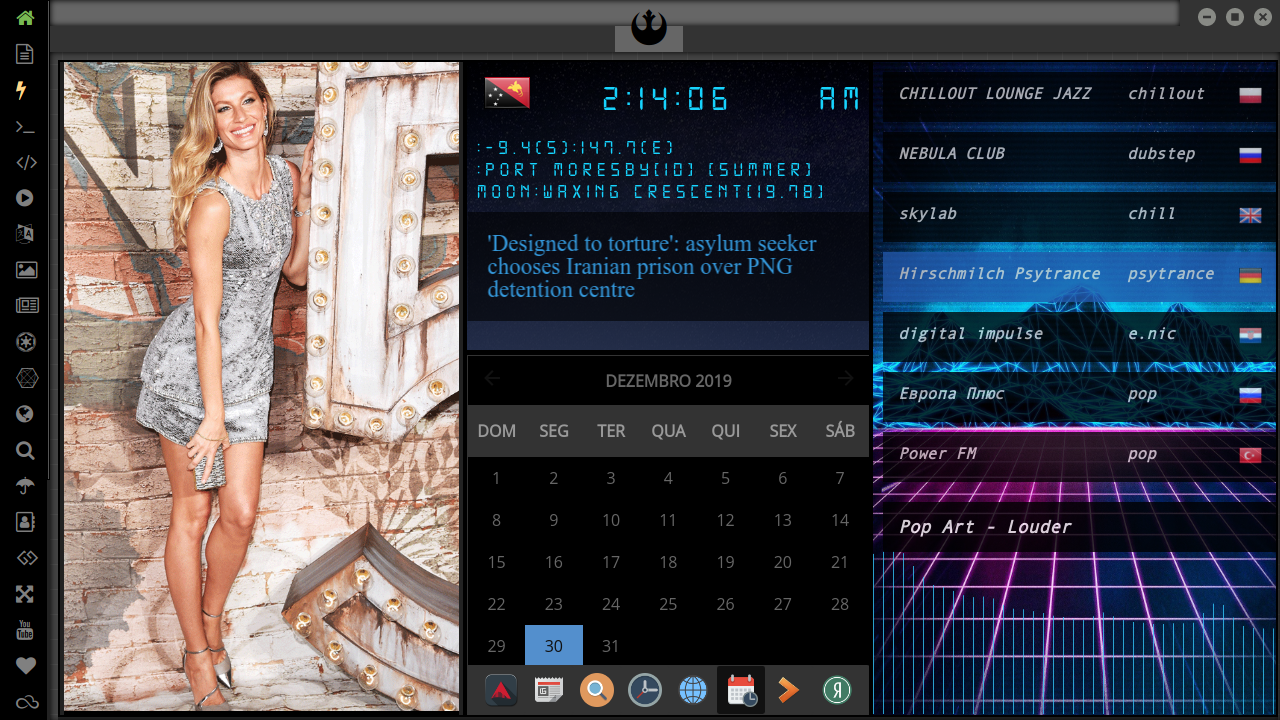 2:14:06 AM
:-9.4(S):147.7(E)
:PORT MORESBY(10) (SUMMER)
MOON:WAXING CRESCENT(19.78)
'Designed to torture': asylum seeker
chooses Iranian prison over PNG
detention centre
DEZEMBRO 2019
DOM SEG TER QUA QUI SEX SÁB
1 2 3 4 5 6 7
8 9 10 11 12 13 14
15 16 17 18 19 20 21
22 23 24 25 26 27 28
29 30 31
CHILLOUT LOUNGE JAZZ chillout
NEBULA CLUB dubstep
skylab chill
Hirschmilch Psytrance psytrance
digital impulse e.nic
Европа Плюс pop
Power FM pop
Pop Art - Louder
You
Tube
Я